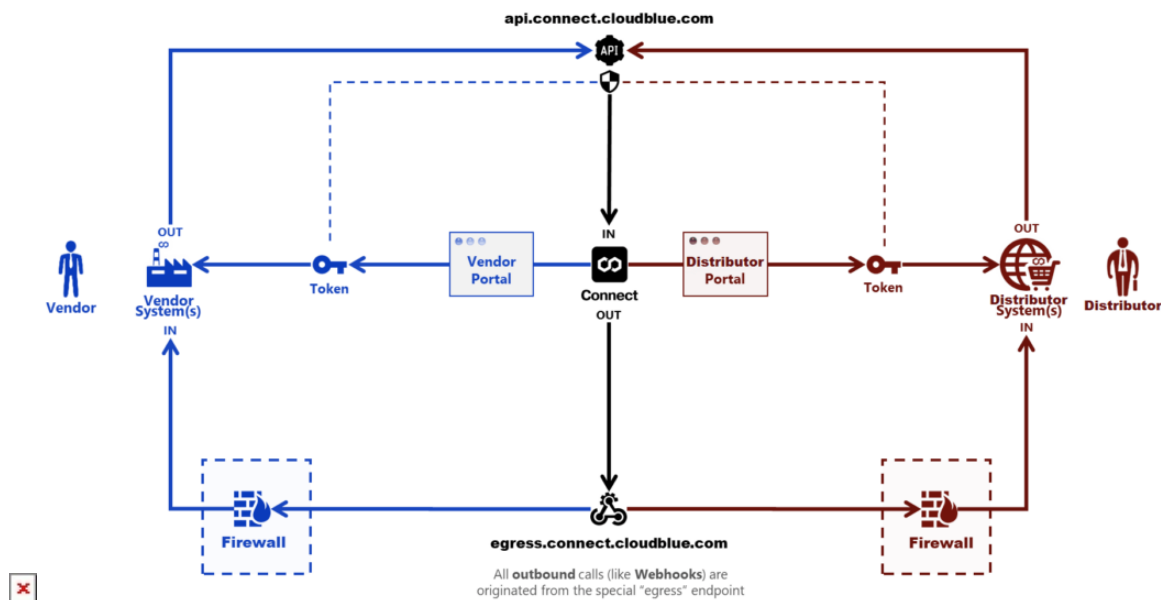 api.connect.cloudblue.com
API
OUT
OUT
IN
Vendor
Portal
Distributor
Portal
Vendor
Vendor
System(s)
Token
Connect
Token
Distributor
System(s)
Distributor
IN
OUT
IN
Firewall
Firewall
egress.connect.cloudblue.com
All outbound calls (like Webhooks) are
originated from the special "egress" endpoint